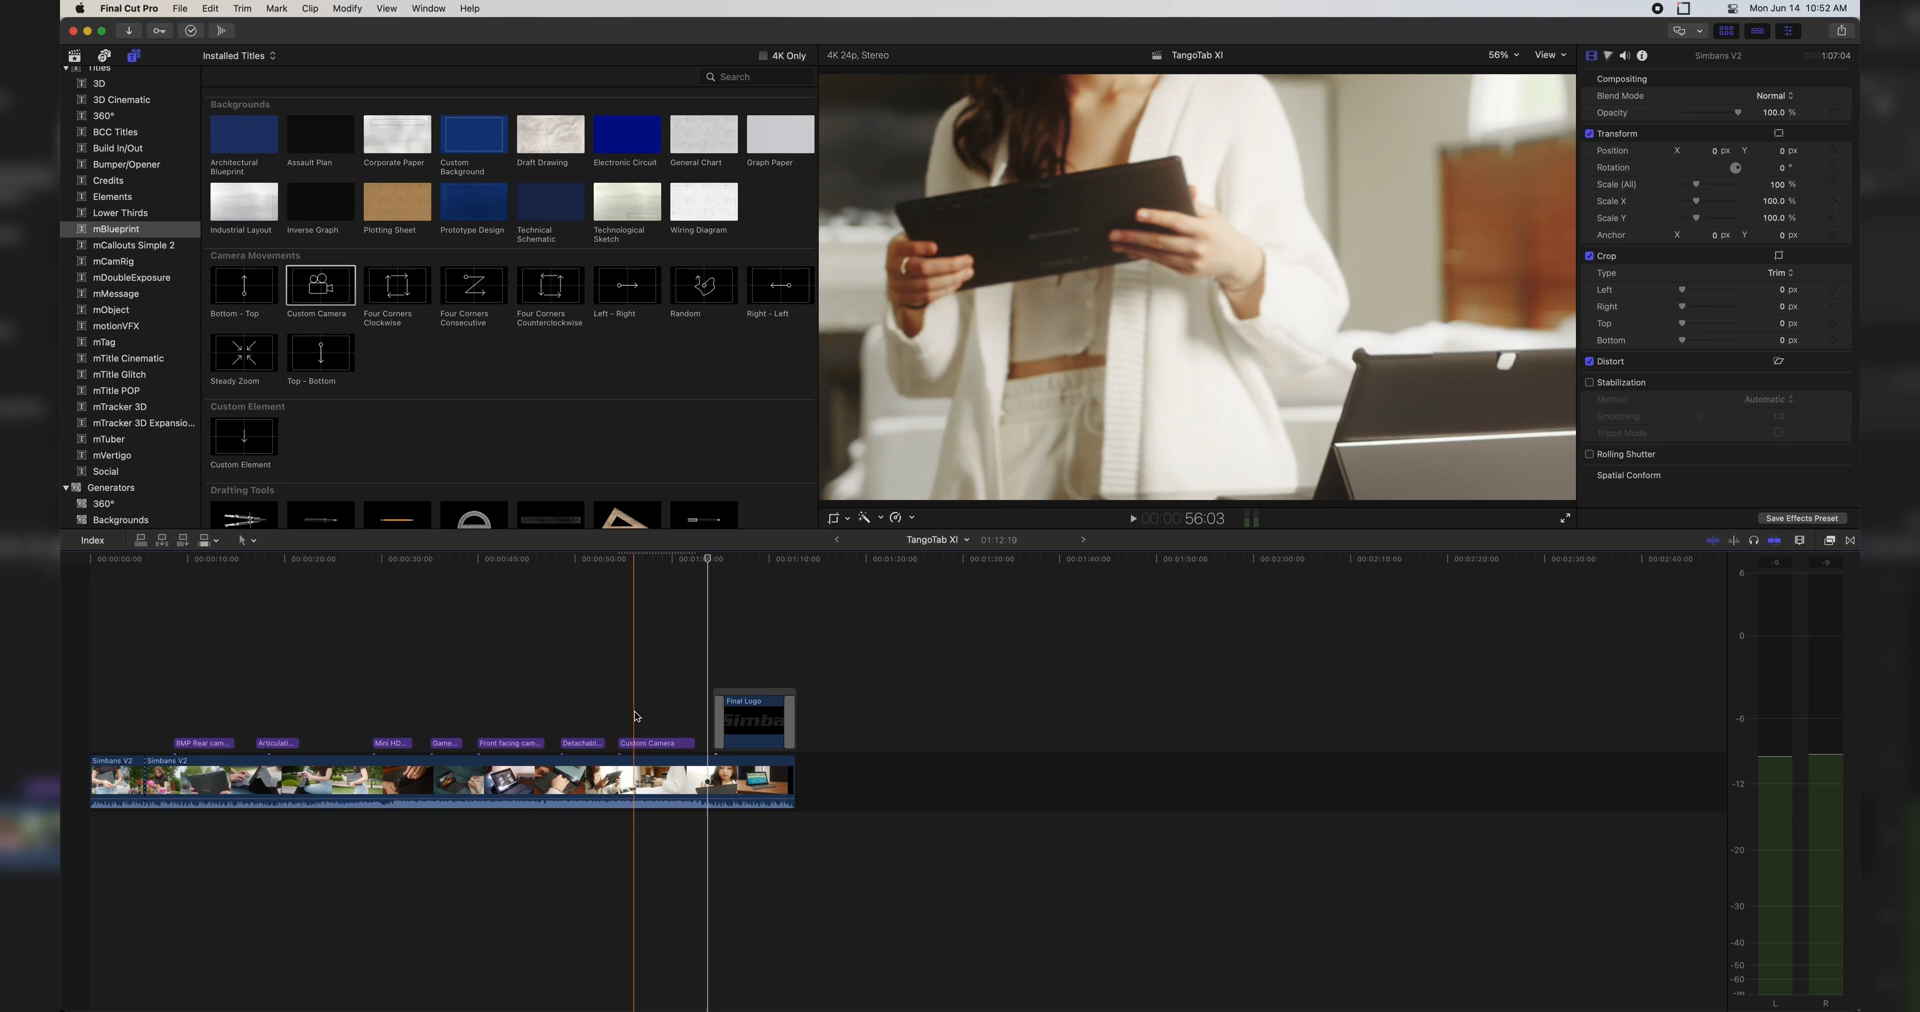 Final Cut Pro File Edit Trim Mark Clip Modify View Window Help
Mon Jun 14 10:52 AM
Installed Titles
4K Only
4K 24p, Stereo
TangoTab XI
56%
View
Simbans V2
00:01:07:04
Titles
3D
3D Cinematic
360°
BCC Titles
Build In/Out
Bumper/Opener
Credits
Elements
Lower Thirds
mBlueprint
mCallouts Simple 2
mCamRig
mDoubleExposure
mMessage
mObject
motionVFX
mTag
mTitle Cinematic
mTitle Glitch
mTitle POP
mTracker 3D
mTracker 3D Expansio...
mTuber
mVertigo
Social
Generators
360°
Backgrounds
Search
Backgrounds
Architectural Blueprint
Assault Plan
Corporate Paper
Custom Background
Draft Drawing
Electronic Circuit
General Chart
Graph Paper
Industrial Layout
Inverse Graph
Plotting Sheet
Prototype Design
Technical Schematic
Technological Sketch
Wiring Diagram
Camera Movements
Bottom - Top
Custom Camera
Four Corners Clockwise
Four Corners Consecutive
Four Corners Counterclockwise
Left - Right
Random
Right - Left
Steady Zoom
Top - Bottom
Custom Element
Custom Element
Drafting Tools
Compositing
Blend Mode Normal
Opacity 100.0 %
Transform
Position X 0 px Y 0 px
Rotation 0 °
Scale (All) 100 %
Scale X 100.0 %
Scale Y 100.0 %
Anchor X 0 px Y 0 px
Crop
Type Trim
Left 0 px
Right 0 px
Top 0 px
Bottom 0 px
Distort
Stabilization
Method Automatic
Smoothing 1.0
Tripod Mode
Rolling Shutter
Spatial Conform
Save Effects Preset
00:00:56:03
Index
TangoTab XI
01:12:19
00:00:00:00 00:00:10:00 00:00:20:00 00:00:30:00 00:00:40:00 00:00:50:00 00:01:00:00 00:01:10:00 00:01:20:00 00:01:30:00 00:01:40:00 00:01:50:00 00:02:00:00 00:02:10:00 00:02:20:00 00:02:30:00 00:02:40:00
Final Logo
Simba
8MP Rear cam...
Articulati...
Mini HD...
Game...
Front facing cam...
Detachabl...
Custom Camera
Simbans V2
Simbans V2
-9 -9
6
0
-6
-12
-20
-30
-40
-50
-60
-∞
L R